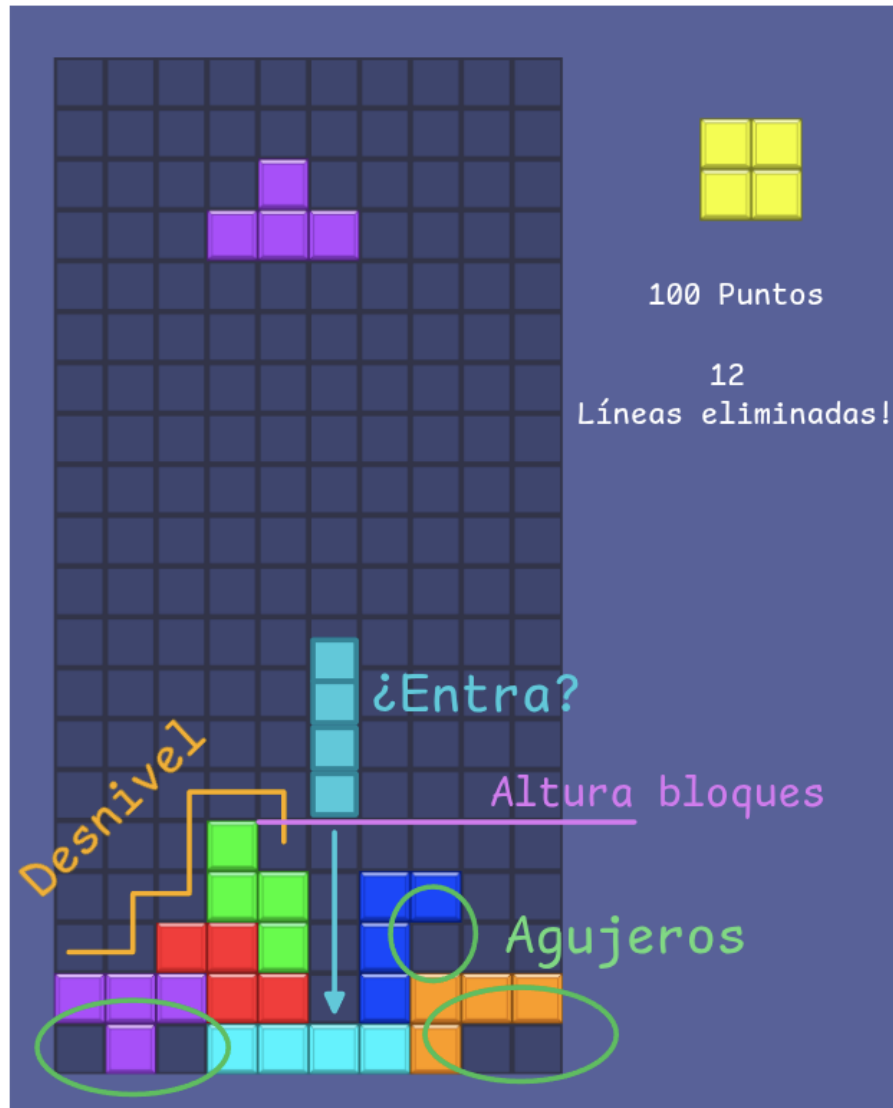 100 Puntos
12
Líneas eliminadas!
¿Entra?
Desnivel
Altura bloques
Agujeros